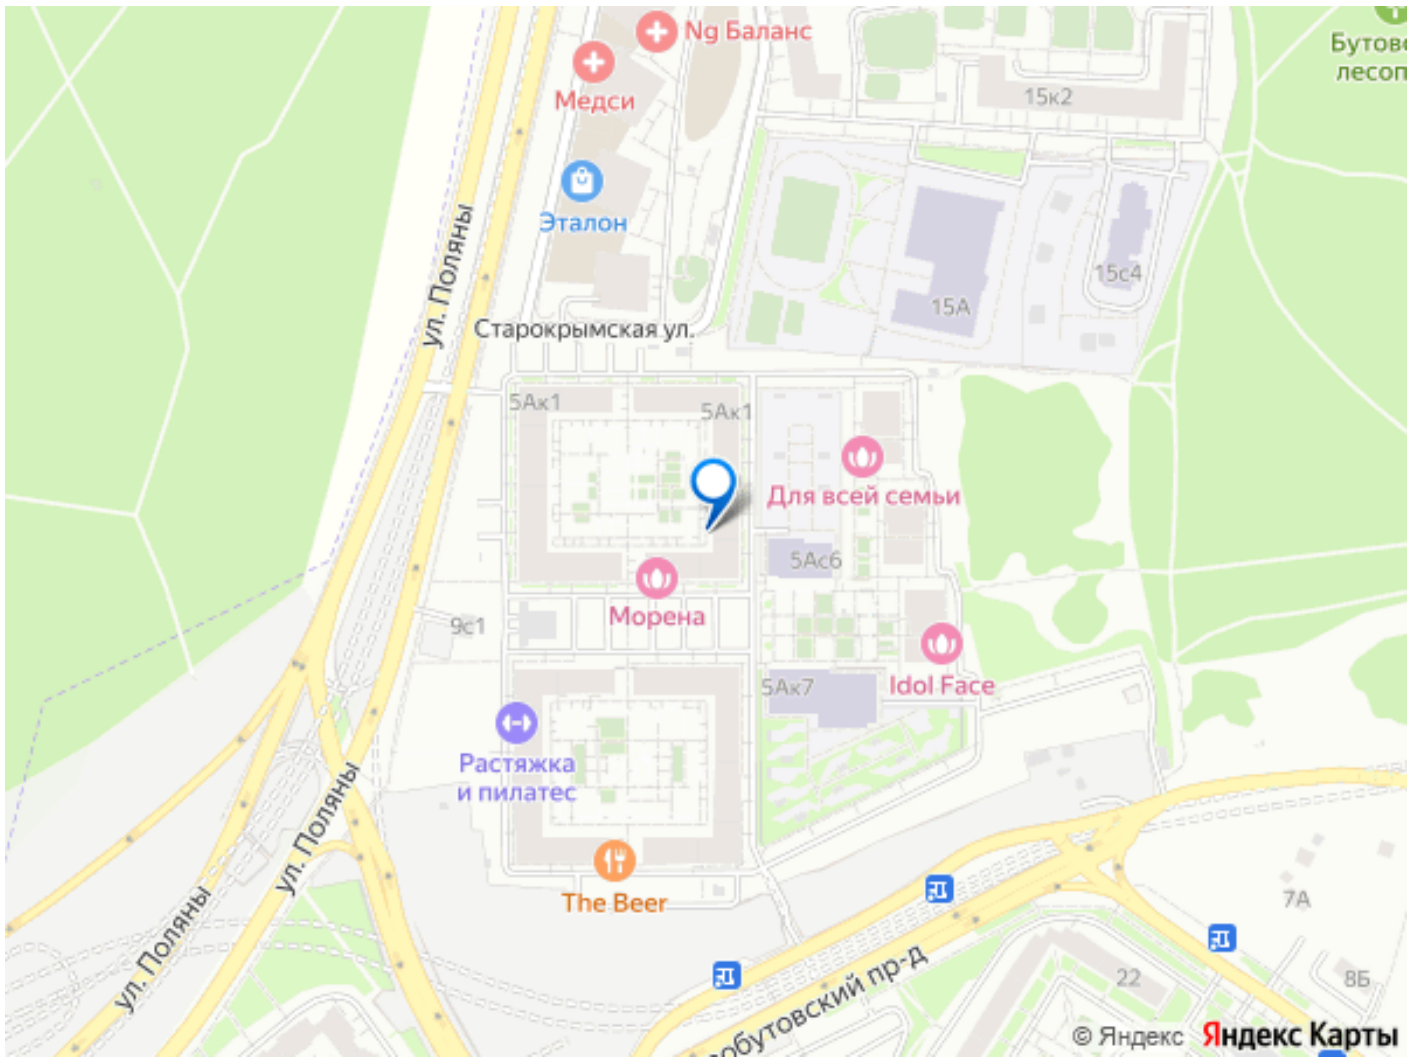 Ng Баланс
Бутовс
лесоп
Медси
15к2
Эталон
ул. Поляны
15с4
15А
Старокрымская ул.
5Ак1
5Ак1
Для всей семьи
5Ас6
Морена
9с1
5Ак7
Idol Face
Растяжка
и пилатес
ул. Поляны
The Beer
7А
ул. Поляны
22
8Б
робутовский пр-д
© Яндекс Яндекс Карты